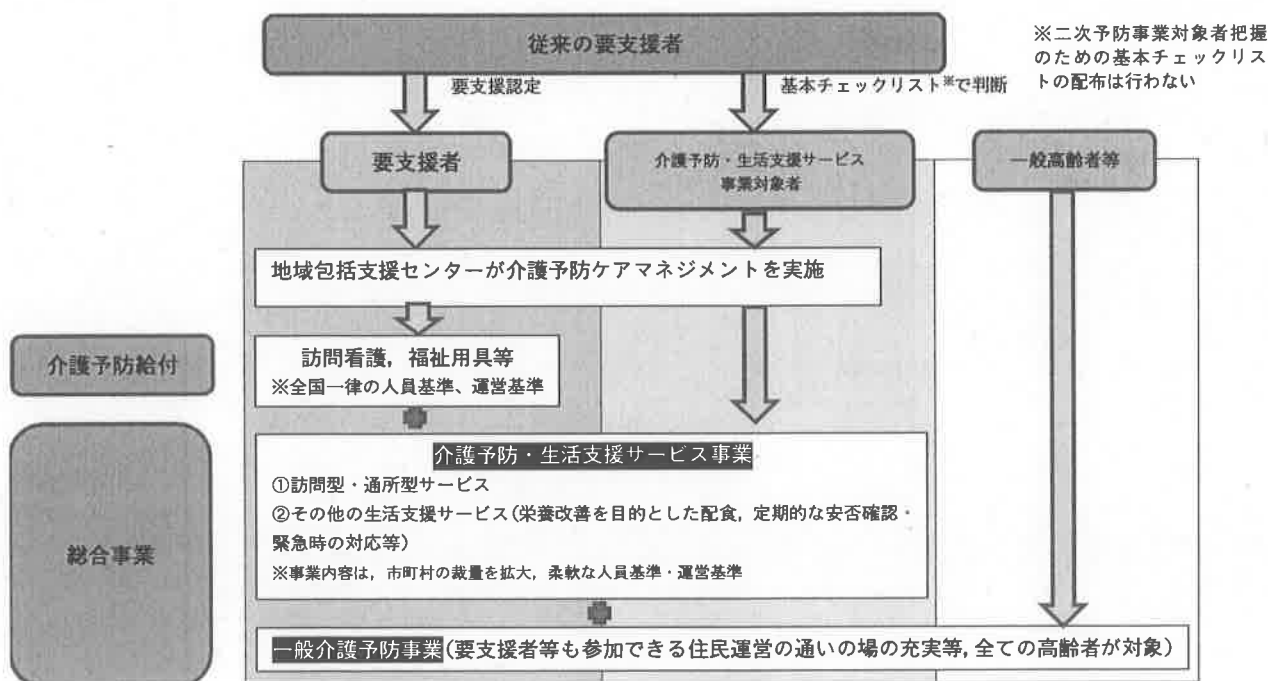 従来の要支援者
※二次予防事業対象者把握
のための基本チェックリス
トの配布は行わない
要支援認定
基本チェックリスト※で判断
要支援者
介護予防・生活支援サービス
事業対象者
一般高齢者等
地域包括支援センターが介護予防ケアマネジメントを実施
介護予防給付
訪問看護，福祉用具等
※全国一律の人員基準、運営基準
総合事業
介護予防・生活支援サービス事業
①訪問型・通所型サービス
②その他の生活支援サービス(栄養改善を目的とした配食，定期的な安否確認・
緊急時の対応等)
※事業内容は，市町村の裁量を拡大，柔軟な人員基準・運営基準
一般介護予防事業(要支援者等も参加できる住民運営の通いの場の充実等,全ての高齢者が対象)